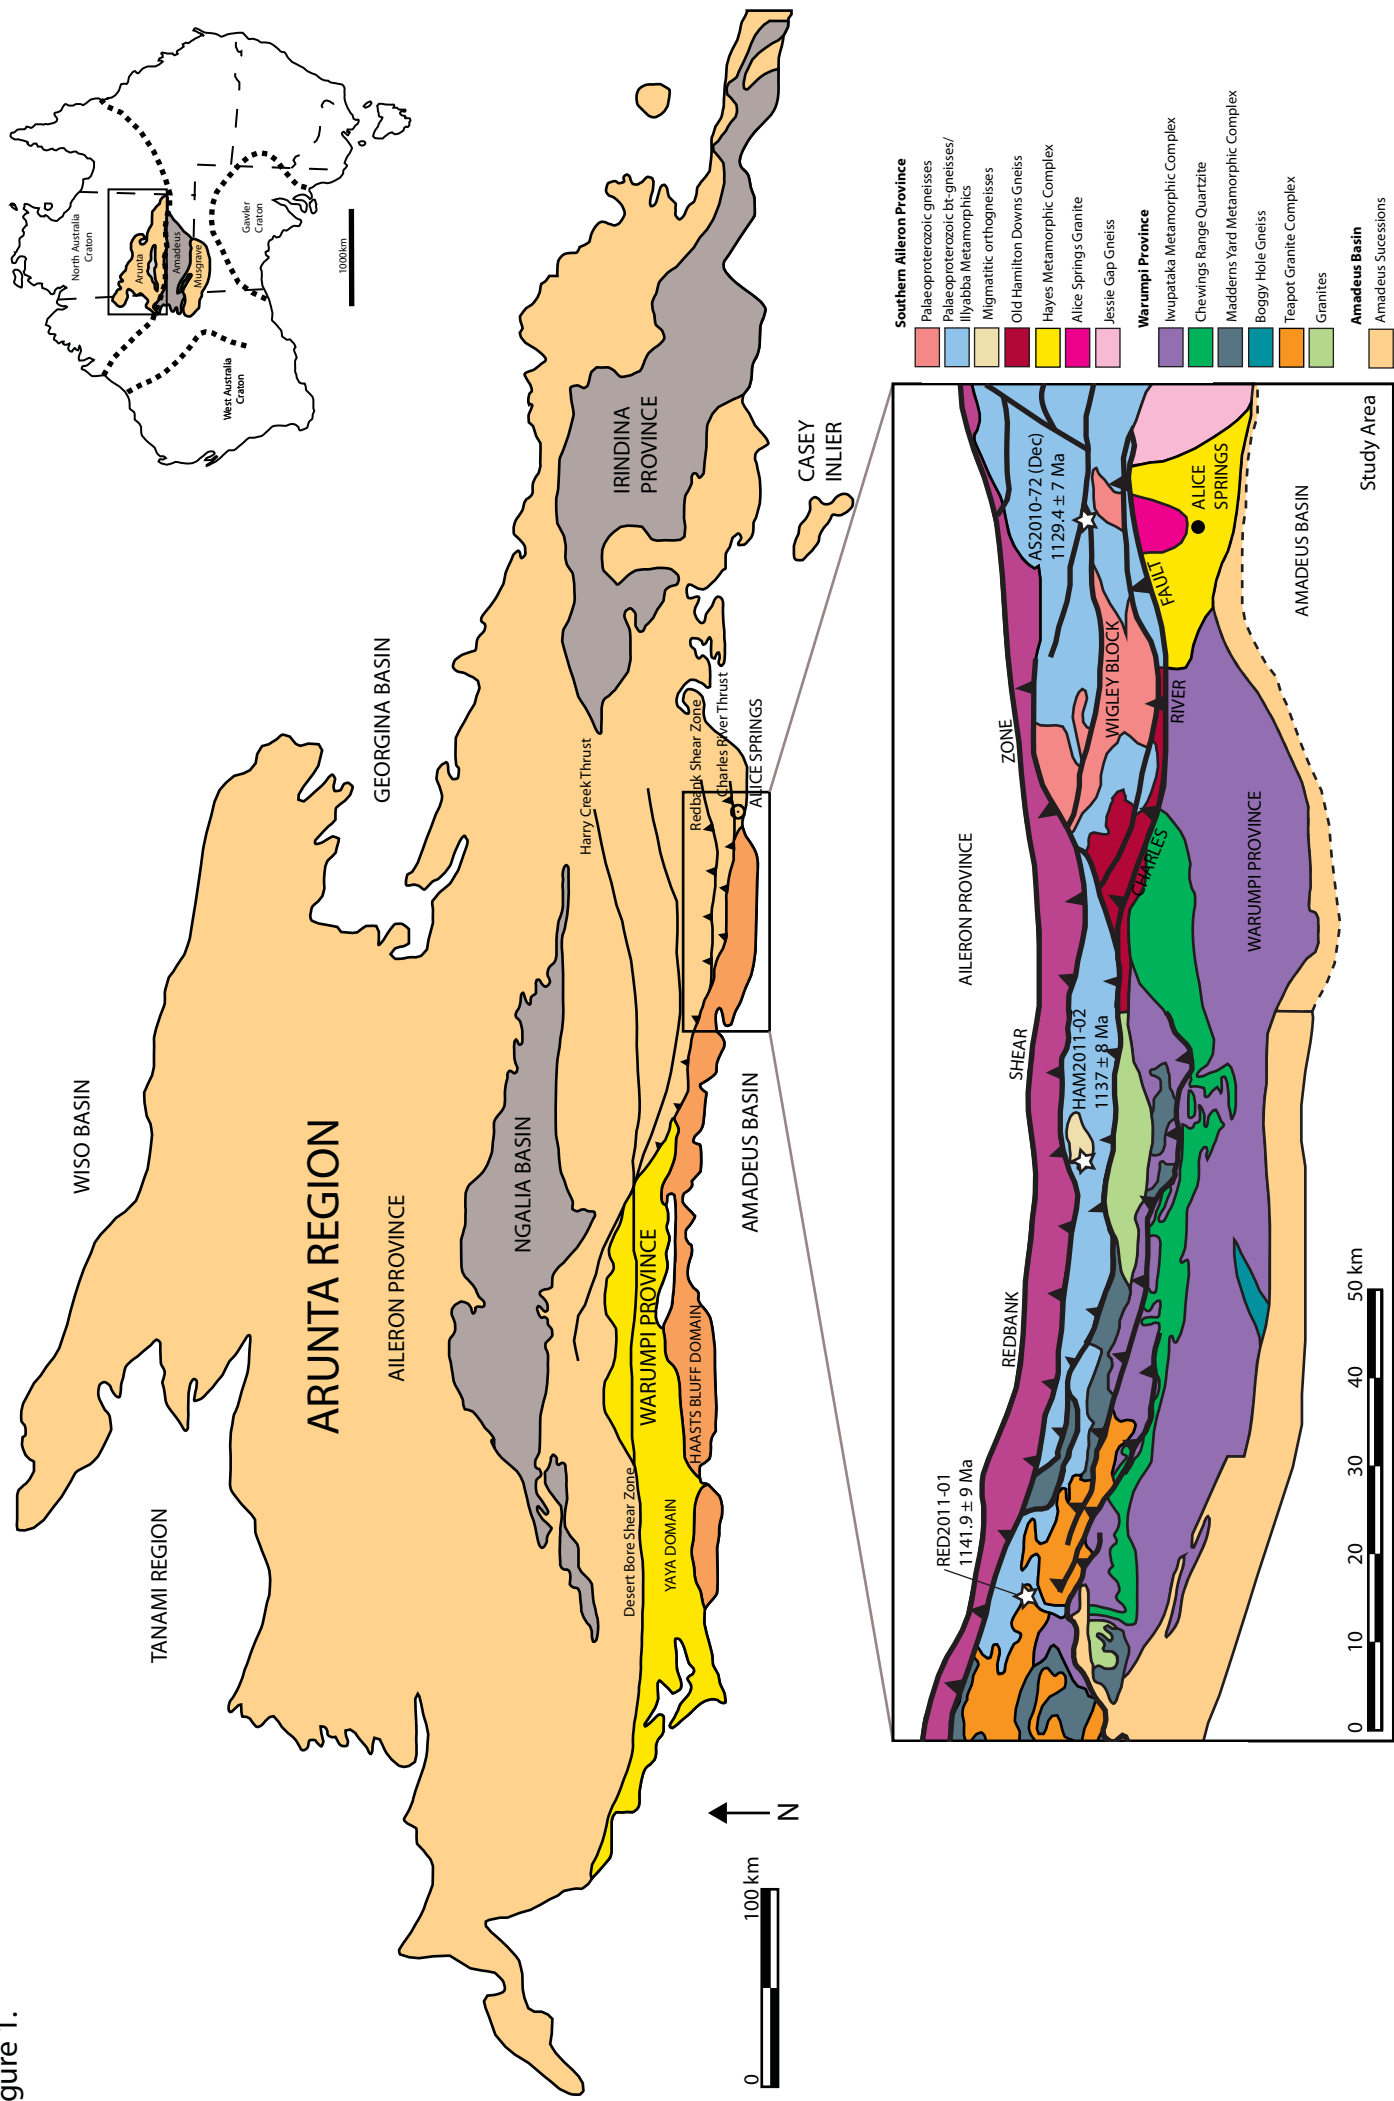 gure 1.
North Australia
Craton
Arunta
Amadeus
Musgrave
Gawler
Craton
West Australia
Craton
1000km
WISO BASIN
TANAMI REGION
GEORGINA BASIN
ARUNTA REGION
AILERON PROVINCE
NGALIA BASIN
IRINDINA
PROVINCE
CASEY
INLIER
Harry Creek Thrust
Redbank Shear Zone
Charles River Thrust
ALICE SPRINGS
Desert Bore Shear Zone
WARUMPI PROVINCE
YAYA DOMAIN
HAASTS BLUFF DOMAIN
AMADEUS BASIN
N
0
100 km
AILERON PROVINCE
REDBANK
SHEAR
ZONE
RED2011-01
1141.9 ± 9 Ma
HAM2011-02
1137 ± 8 Ma
AS2010-72 (Dec)
1129.4 ± 7 Ma
WIGLEY BLOCK
CHARLES
RIVER
FAULT
ALICE
SPRINGS
WARUMPI PROVINCE
AMADEUS BASIN
0
10
20
30
40
50 km
Study Area
Southern Aileron Province
Palaeoproterozoic gneisses
Palaeoproterozoic bt-gneisses/
Illyabba Metamorphics
Migmatitic orthogneisses
Old Hamilton Downs Gneiss
Hayes Metamorphic Complex
Alice Springs Granite
Jessie Gap Gneiss
Warumpi Province
Iwupataka Metamorphic Complex
Chewings Range Quartzite
Madderns Yard Metamorphic Complex
Boggy Hole Gneiss
Teapot Granite Complex
Granites
Amadeus Basin
Amadeus Sucessions